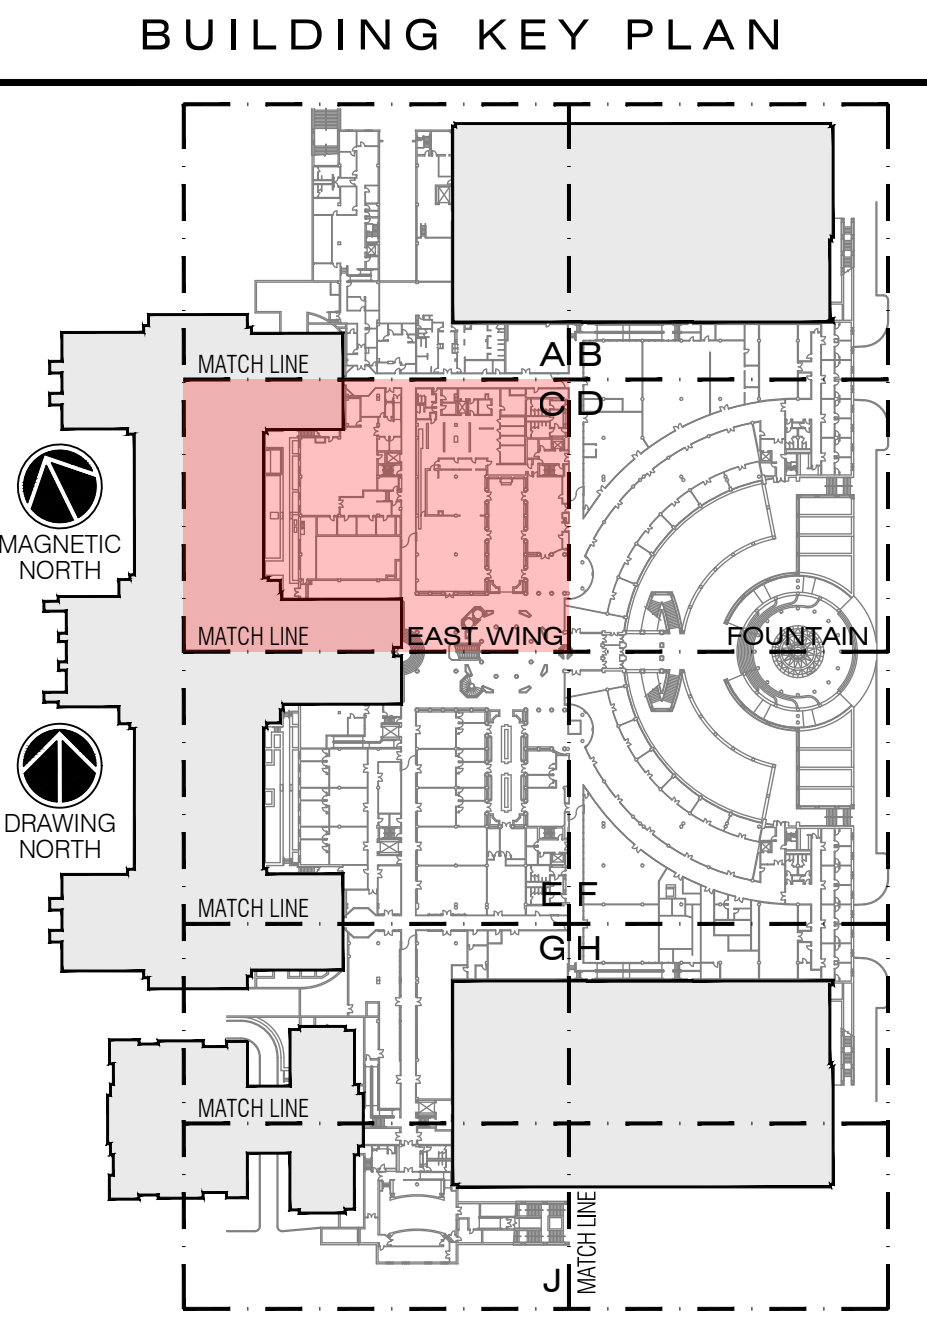 BUILDING KEY PLAN
A B
MATCH LINE
C D
MAGNETIC
NORTH
MATCH LINE
EAST WING
FOUNTAIN
DRAWING
NORTH
E F
MATCH LINE
G H
MATCH LINE
MATCH LINE
J